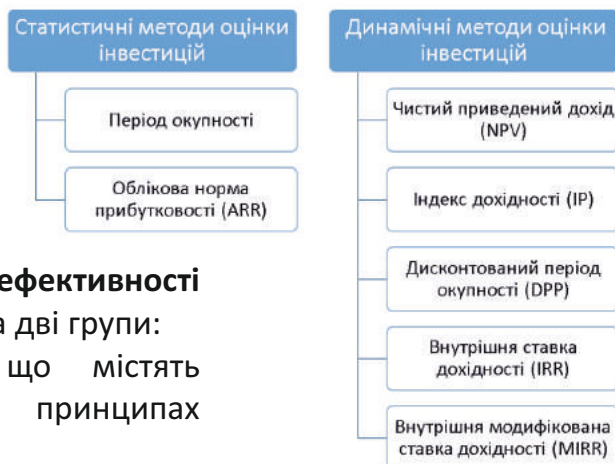 Статистичні методи оцінки
інвестицій
Період окупності
Облікова норма
прибутковості (ARR)
Динамічні методи оцінки
інвестицій
Чистий приведений дохід
(NPV)
Індекс дохідності (IP)
Дисконтований період
окупності (DPP)
Внутрішня ставка
дохідності (IRR)
Внутрішня модифікована
ставка дохідності (MIRR)
ефективності
дві групи:
що містять
принципах